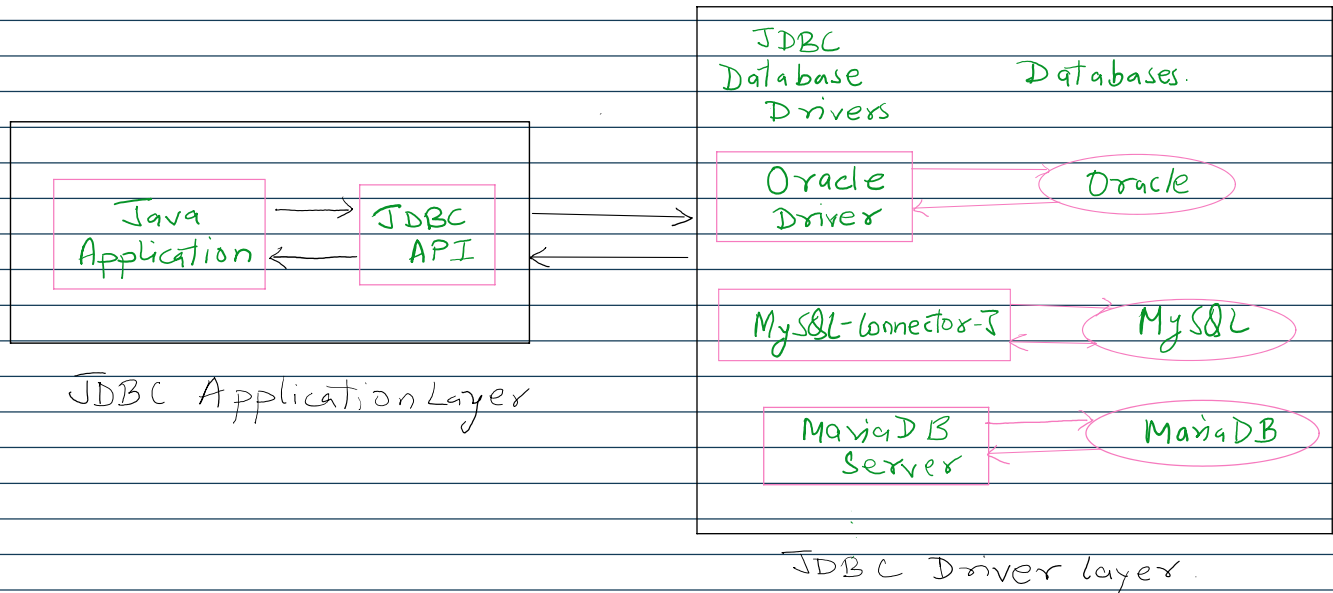 Java
Application
JDBC
API
JDBC Application Layer
JDBC
Database
Drivers
Databases.
Oracle
Driver
Oracle
MySQL-Connector-J
MySQL
MariaDB
Server
MariaDB
JDBC Driver layer.